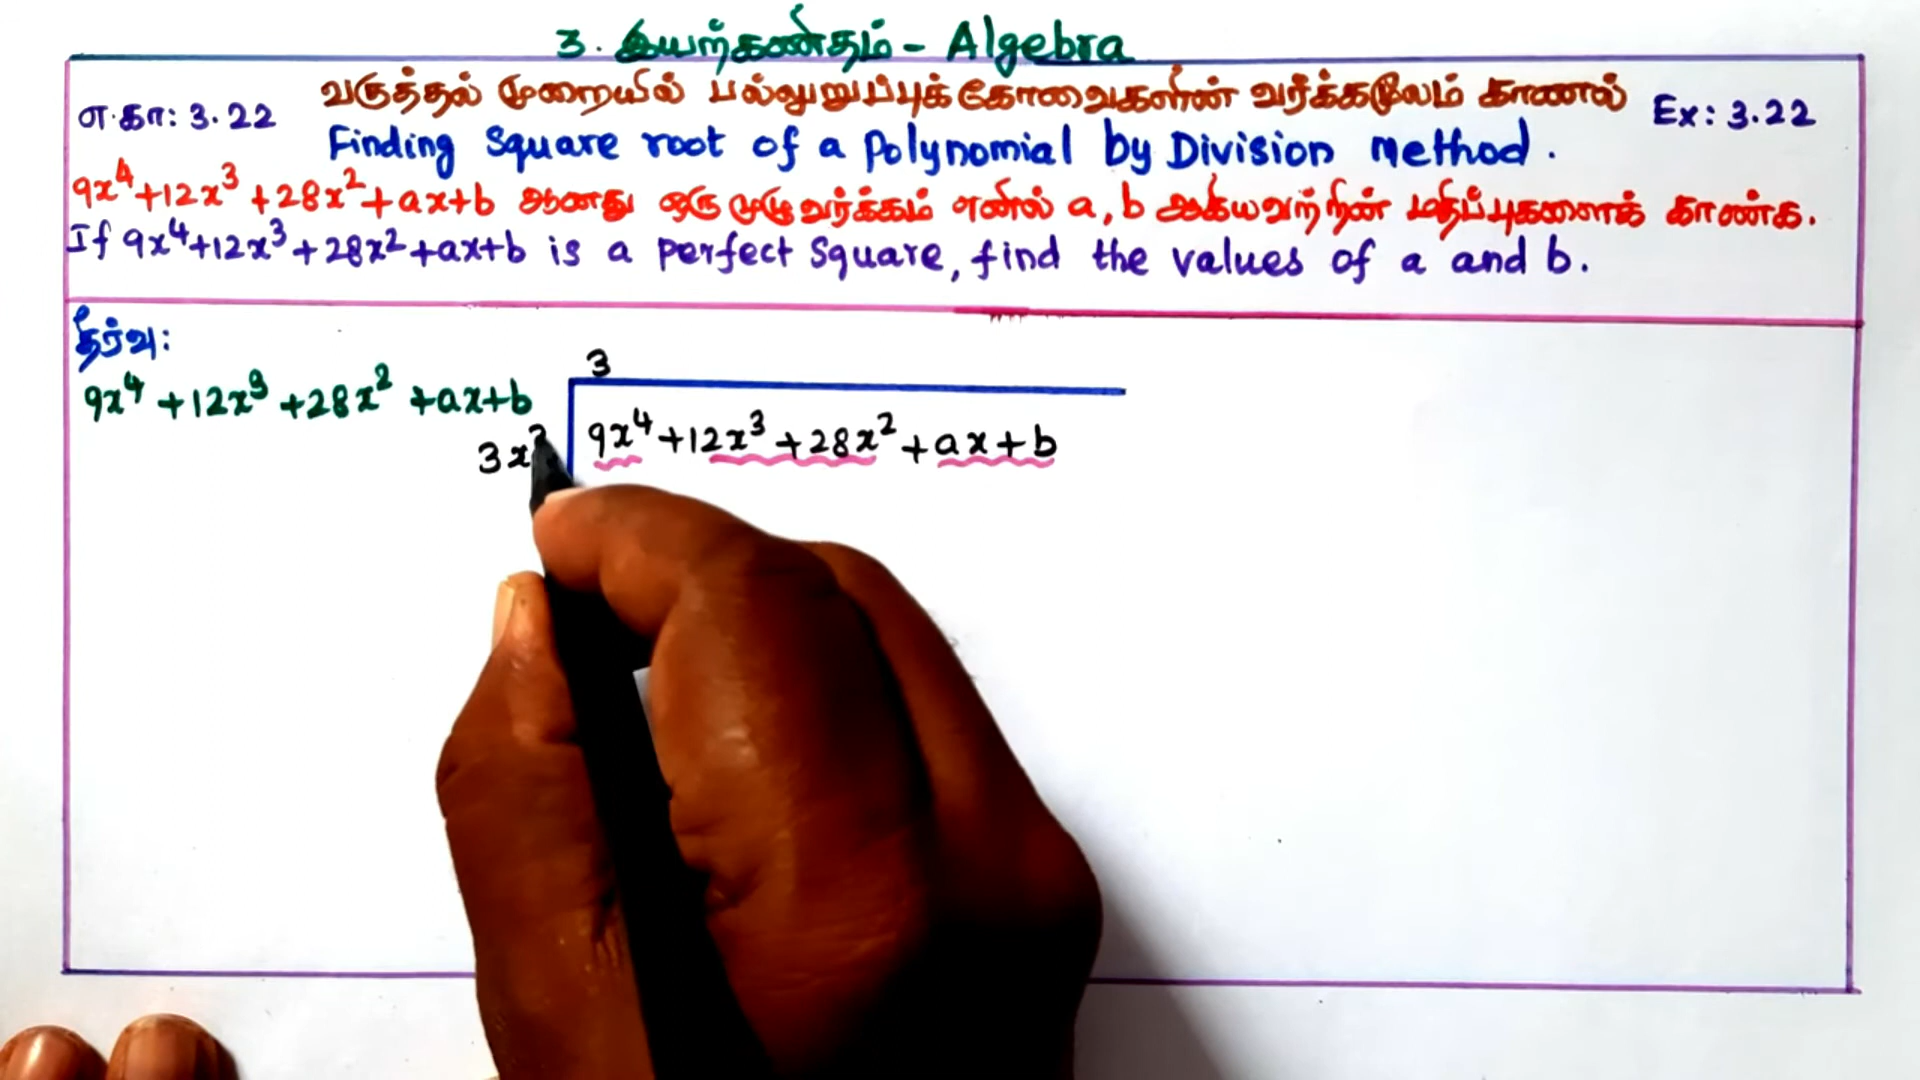 3. இயற்கணிதம் - Algebra
எ.கா: 3.22 வகுத்தல் முறையில் பல்லுறுப்புக் கோவைகளின் வர்க்கமூலம் காணல் Ex: 3.22
Finding Square root of a Polynomial by Division Method.
9x⁴+12x³+28x²+ax+b ஆனது ஒரு முழு வர்க்கம் எனில் a, b ஆகியவற்றின் மதிப்புகளைக் காண்க.
If 9x⁴+12x³+28x²+ax+b is a perfect Square, find the values of a and b.
தீர்வு:
3
9x⁴ +12x³ +28x² +ax+b
3x² 9x⁴+12x³+28x²+ax+b